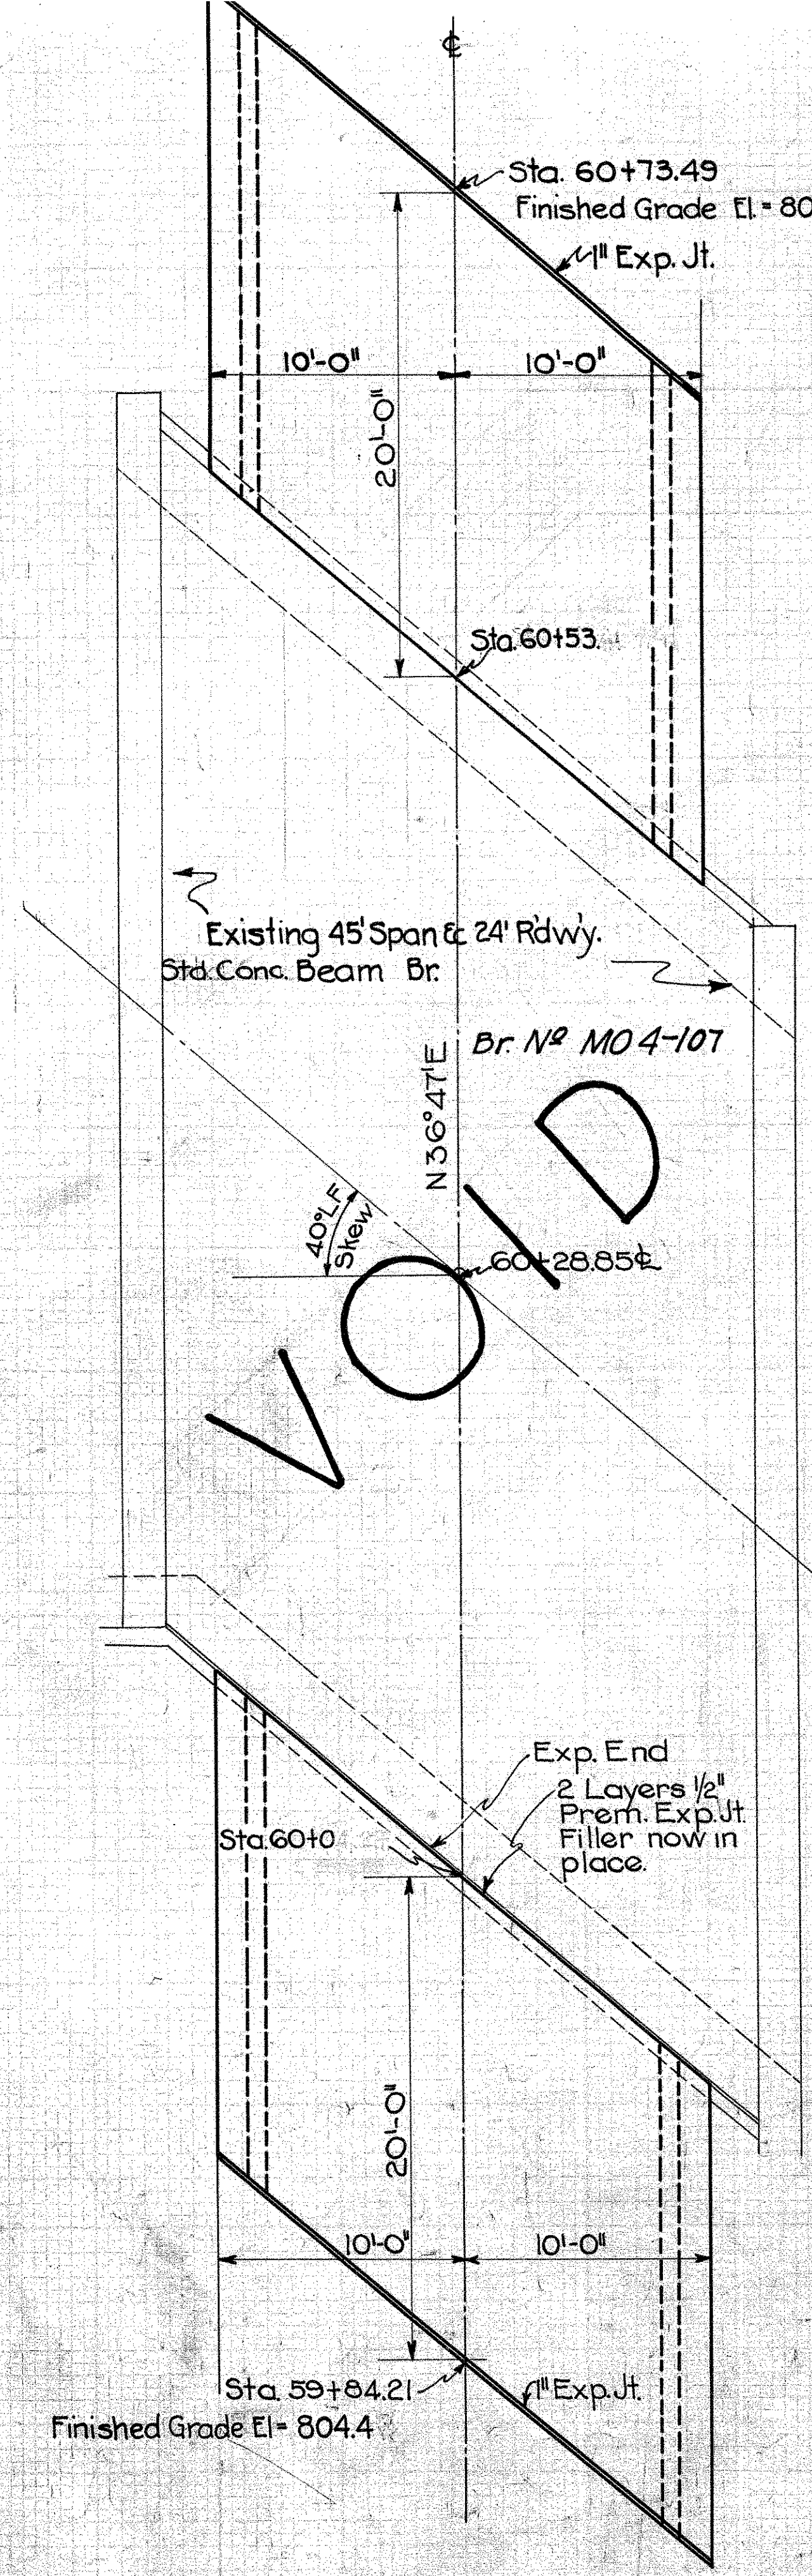 ℄
Sta. 60+73.49
Finished Grade El. = 80
1" Exp. Jt.
10'-0"
10'-0"
20'-0"
Sta. 60+53.
Existing 45' Span & 24' R'dw'y.
Std. Conc. Beam Br.
Br. Nº MO 4-107
N 36°47' E
40° LF
Skew
60+28.85 ℄
VOID
Exp. End
2 Layers 1/2"
Prem. Exp. Jt.
Filler now in
place.
Sta. 60+0
20'-0"
10'-0"
10'-0"
Sta. 59+84.21
1" Exp. Jt.
Finished Grade El = 804.4